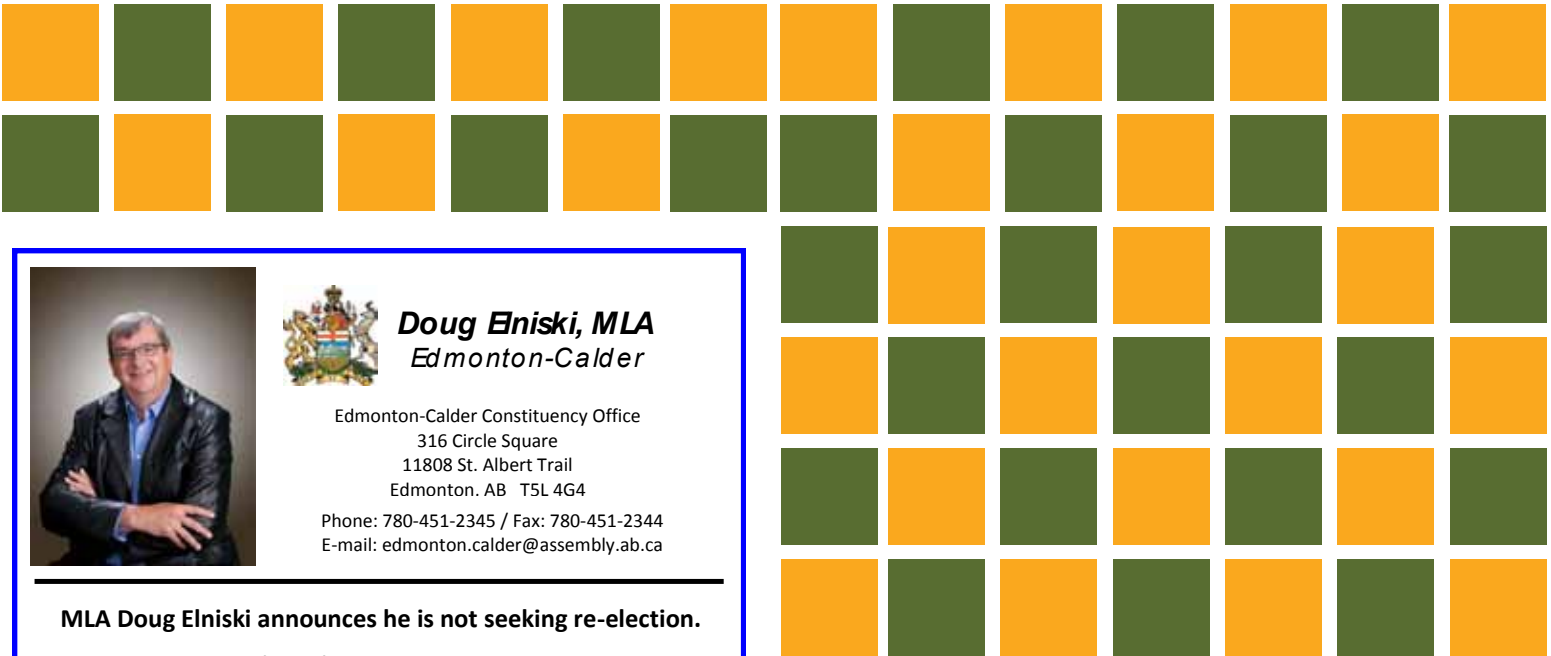 Doug Elniski, MLA
Edmonton-Calder
Edmonton-Calder Constituency Office
316 Circle Square
11808 St. Albert Trail
Edmonton. AB T5L 4G4
Phone: 780-451-2345 / Fax: 780-451-2344
E-mail: edmonton.calder@assembly.ab.ca
MLA Doug Elniski announces he is not seeking re-election.